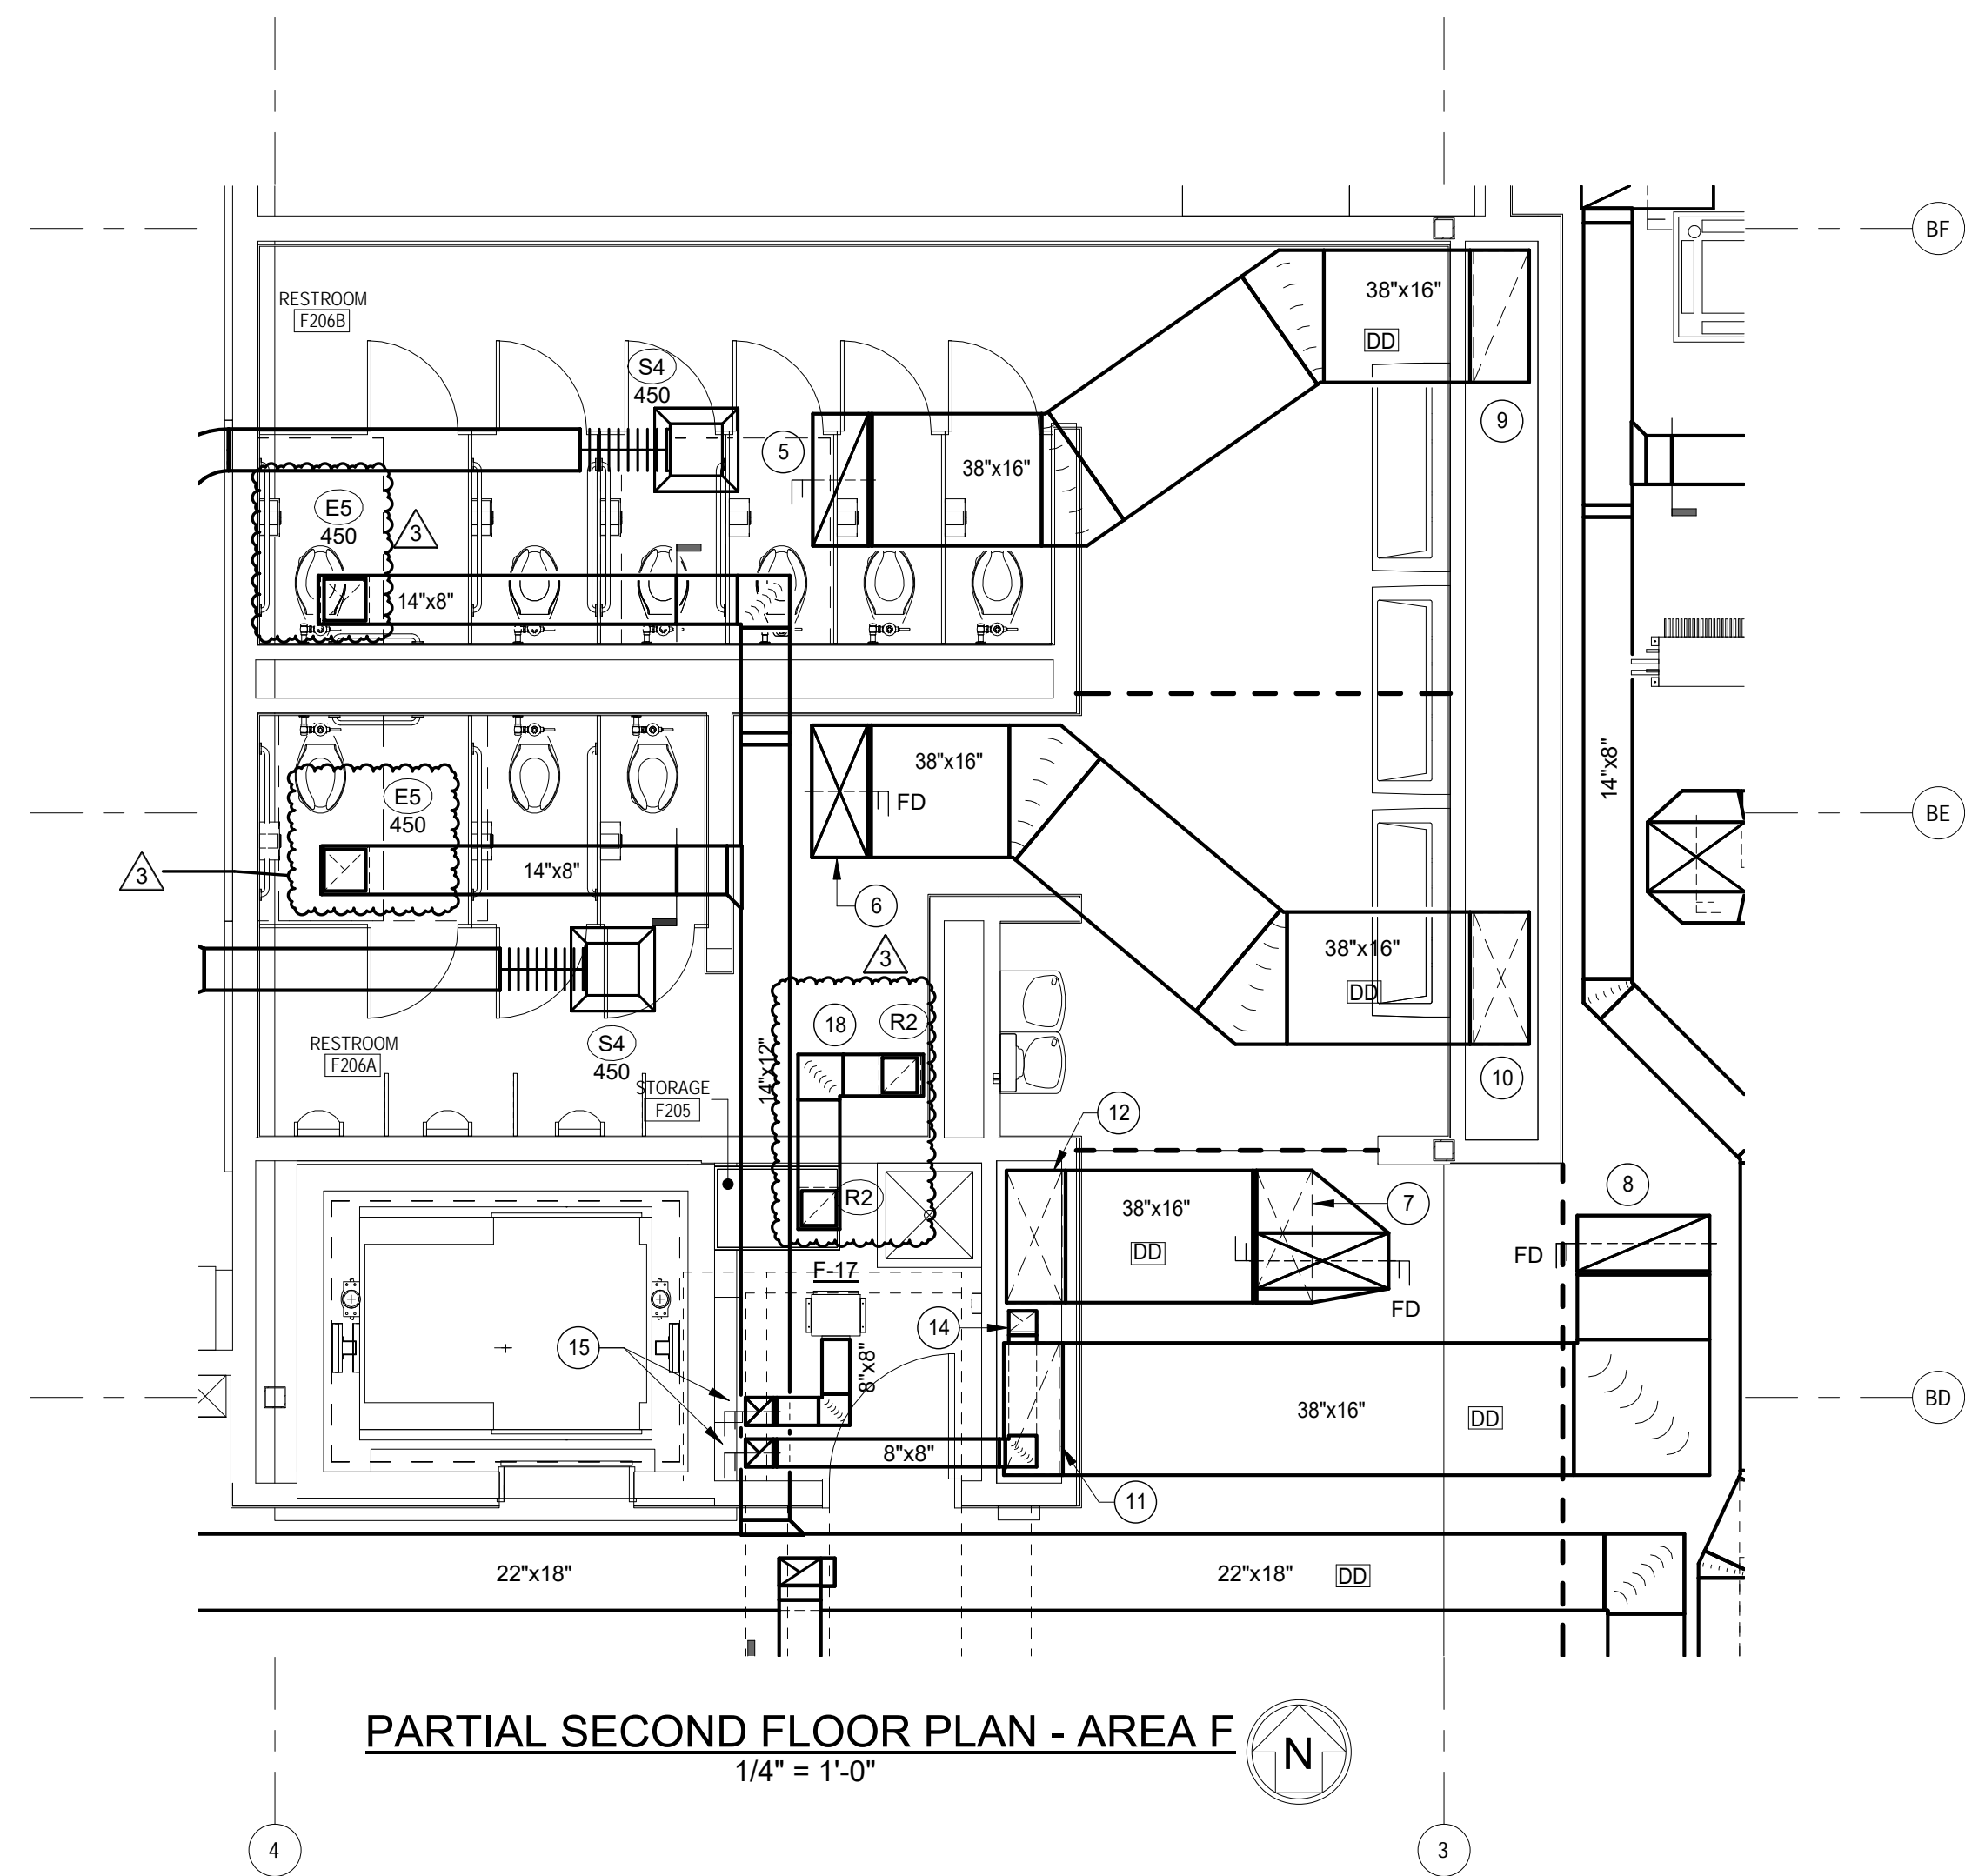 BF
38"x16"
RESTROOM
F206B
DD
S4
450
9
5
38"x16"
E5
450
3
14"x8"
38"x16"
14"x8"
FD
BE
E5
450
14"x8"
3
6
38"x16"
3
DD
18
R2
RESTROOM
F206A
S4
450
14"x12"
10
STORAGE
F205
12
R2
38"x16"
7
8
DD
FD
F-17
FD
14
15
8"x8"
BD
38"x16"
DD
8"x8"
11
22"x18"
22"x18"
DD
PARTIAL SECOND FLOOR PLAN - AREA F
N
1/4" = 1'-0"
4
3